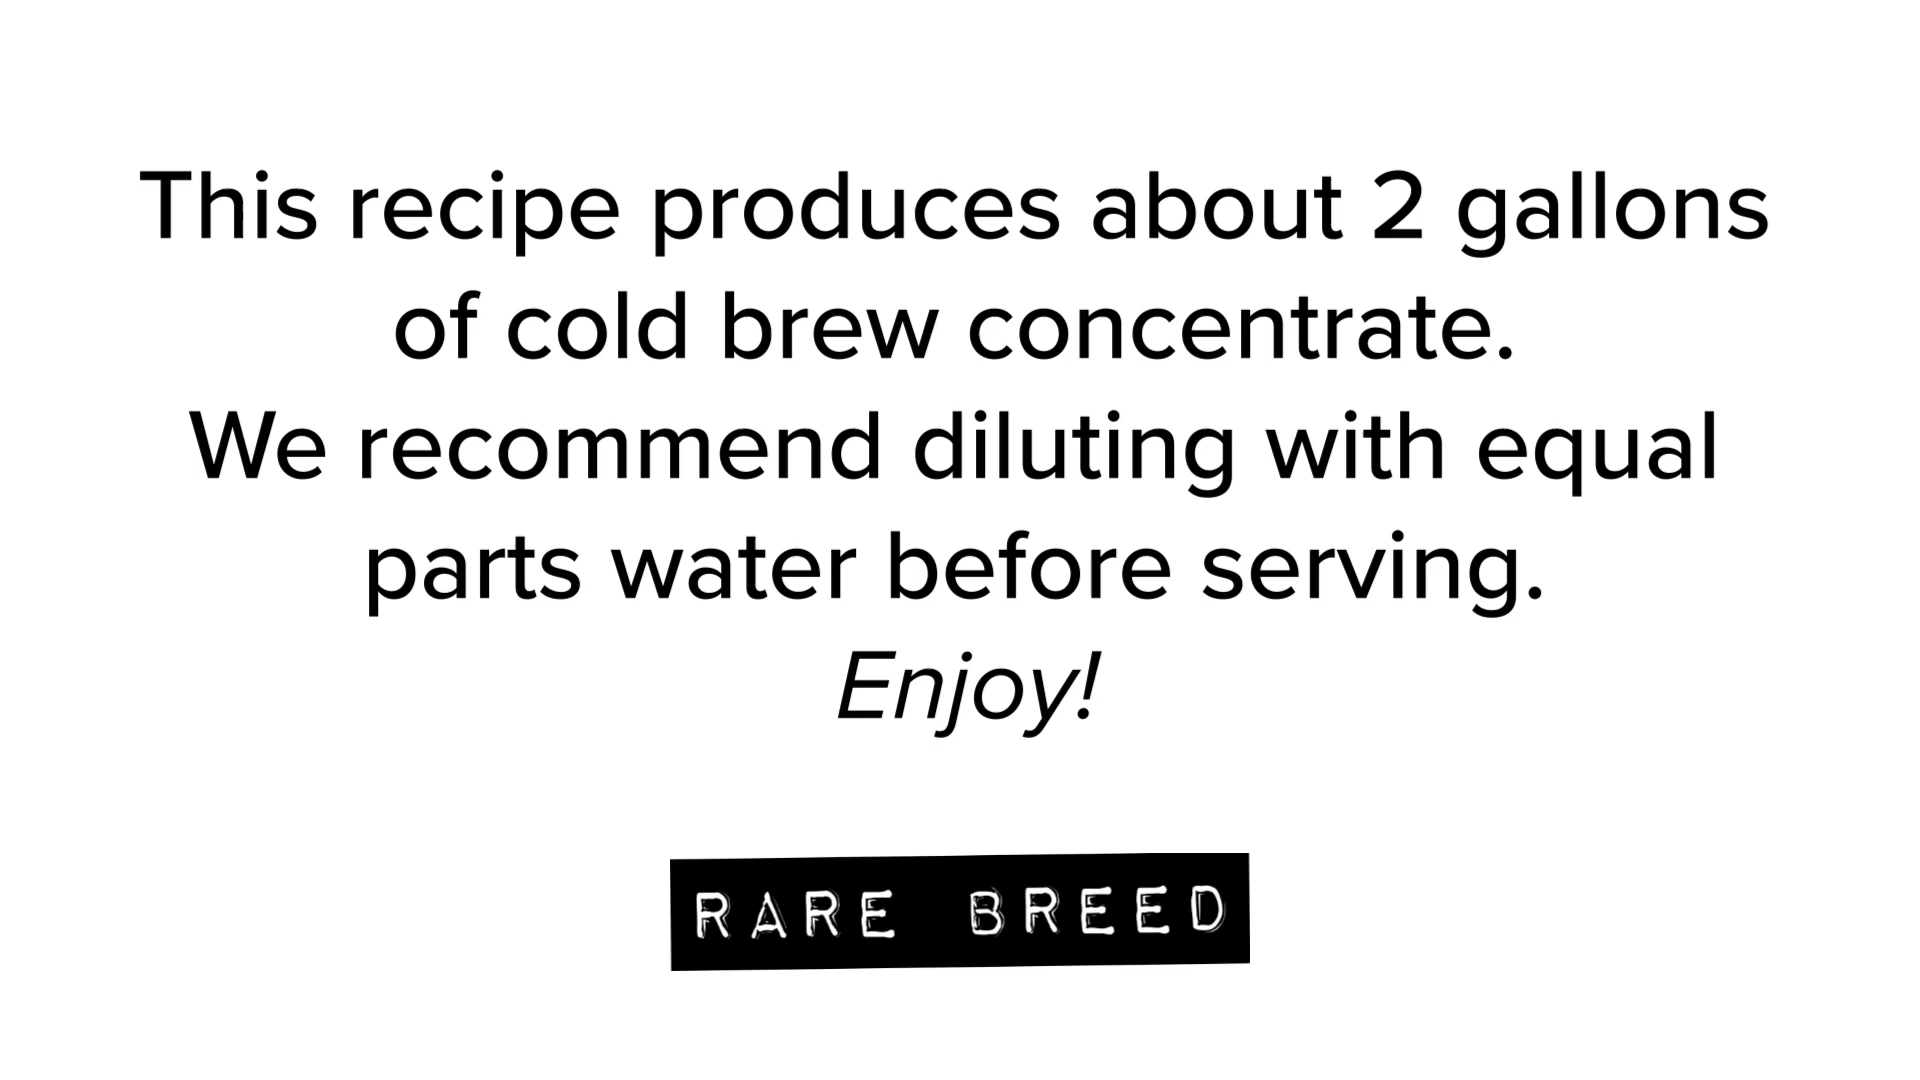 This recipe produces about 2 gallons
of cold brew concentrate.
We recommend diluting with equal
parts water before serving.
Enjoy!
RARE BREED